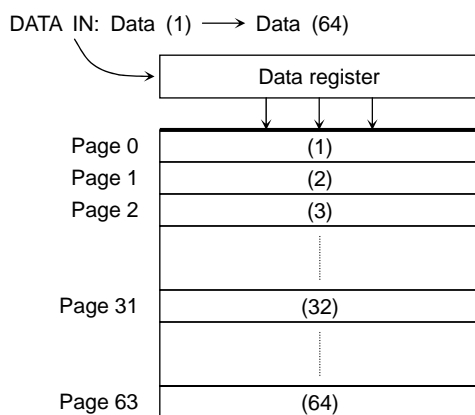 DATA IN: Data (1) Data (64)
Data register
Page 0 (1)
Page 1 (2)
Page 2 (3)
Page 31 (32)
Page 63 (64)